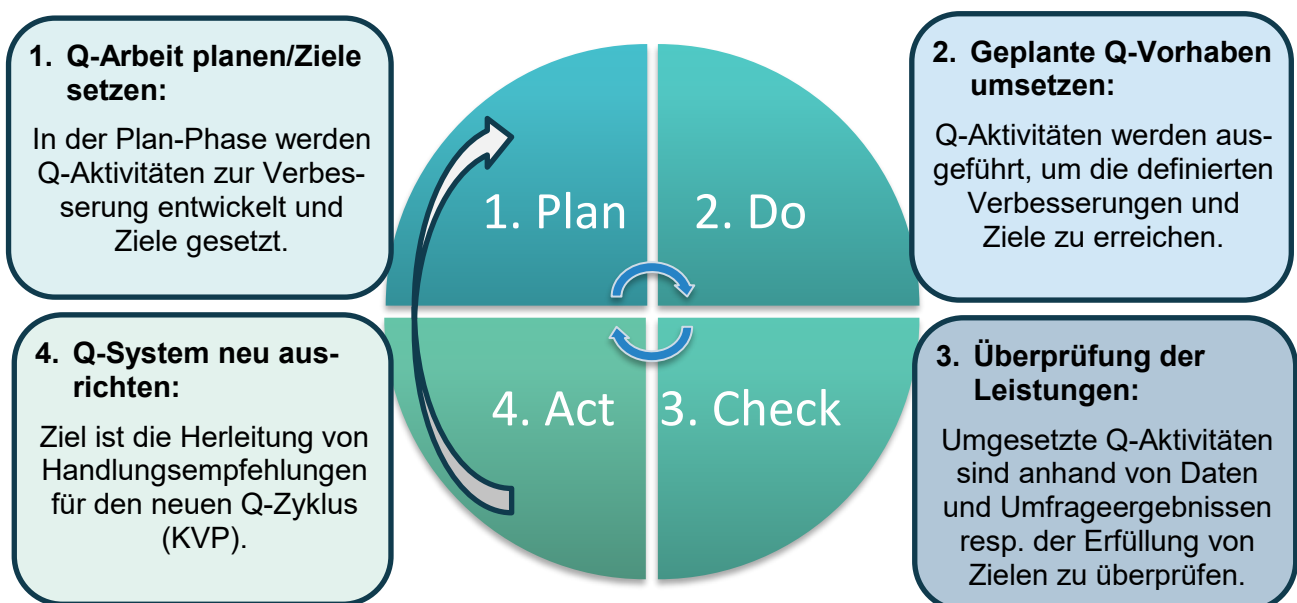 1. Q-Arbeit planen/Ziele
setzen:
In der Plan-Phase werden
Q-Aktivitäten zur Verbes-
serung entwickelt und
Ziele gesetzt.
1. Plan
2. Do
2. Geplante Q-Vorhaben
umsetzen:
Q-Aktivitäten werden aus-
geführt, um die definierten
Verbesserungen und
Ziele zu erreichen.
4. Q-System neu aus-
richten:
Ziel ist die Herleitung von
Handlungsempfehlungen
für den neuen Q-Zyklus
(KVP).
4. Act
3. Check
3. Überprüfung der
Leistungen:
Umgesetzte Q-Aktivitäten
sind anhand von Daten
und Umfrageergebnissen
resp. der Erfüllung von
Zielen zu überprüfen.